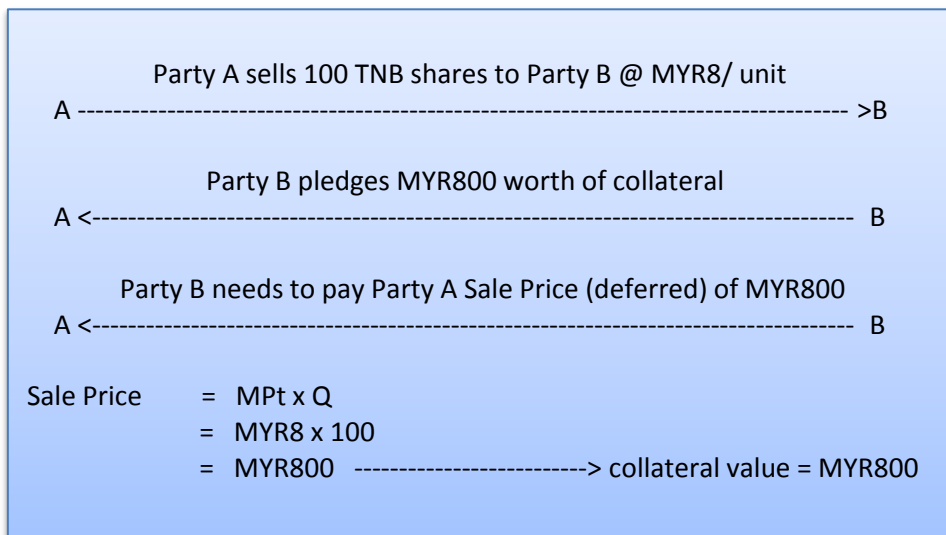 Party A sells 100 TNB shares to Party B @ MYR8/ unit
A --------------------------------------------------------------------------------------- >B
Party B pledges MYR800 worth of collateral
A <-------------------------------------------------------------------------------------- B
Party B needs to pay Party A Sale Price (deferred) of MYR800
A <-------------------------------------------------------------------------------------- B
Sale Price = MPt x Q
= MYR8 x 100
= MYR800 --------------------------> collateral value = MYR800